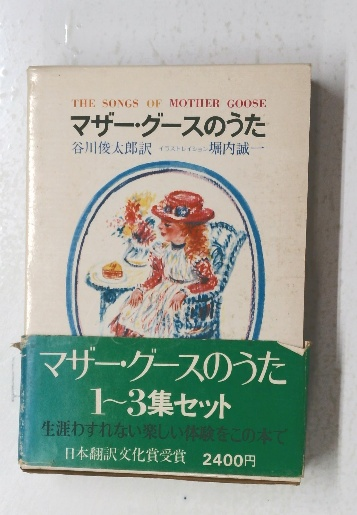 THE SONGS OF MOTHER GOOSE
マザー・グースのうた
谷川俊太郎訳 イラストレイション 堀内誠一
マザー・グースのうた
1~3集セット
生涯わすれない楽しい体験をこの本で
日本翻訳文化賞受賞 2400円